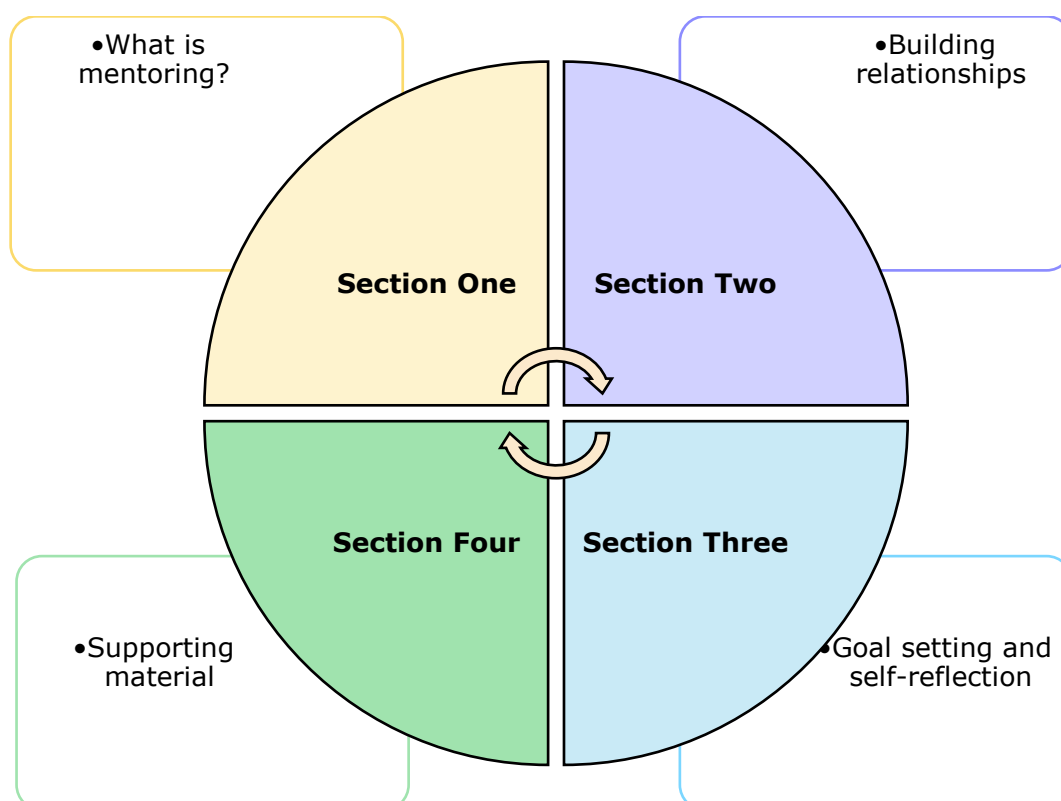 •What is
mentoring?
•Building
relationships
Section One
Section Two
Section Four
Section Three
•Supporting
material
•Goal setting and
self-reflection